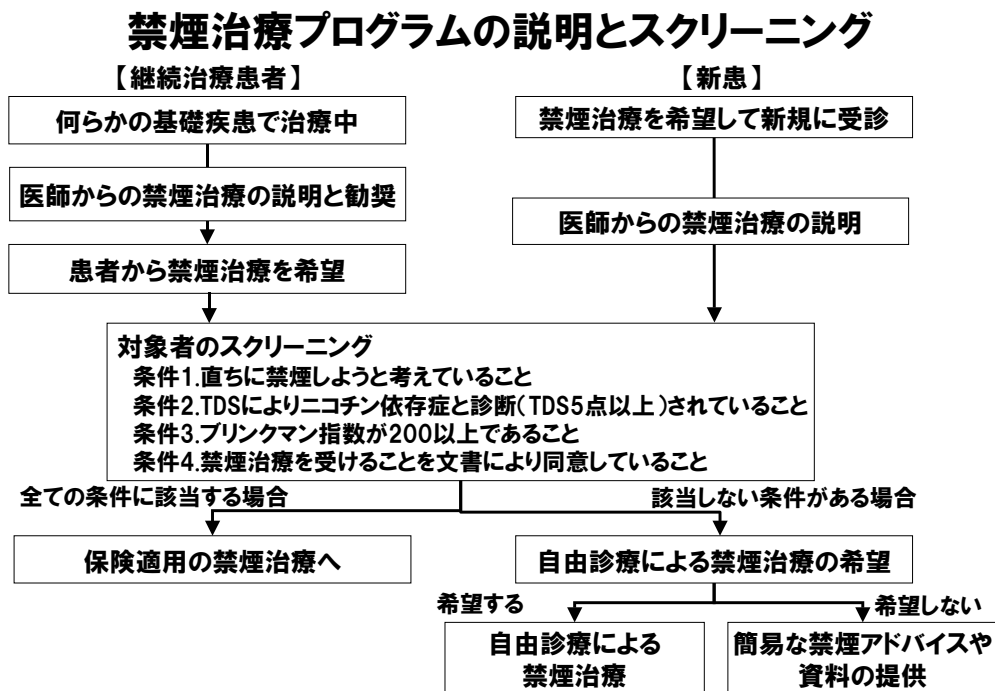 禁煙治療プログラムの説明とスクリーニング
【継続治療患者】
何らかの基礎疾患で治療中
医師からの禁煙治療の説明と勧奨
患者から禁煙治療を希望
【新患】
禁煙治療を希望して新規に受診
医師からの禁煙治療の説明
対象者のスクリーニング
条件1.直ちに禁煙しようと考えていること
条件2.TDSによりニコチン依存症と診断(TDS5点以上)されていること
条件3.ブリンクマン指数が200以上であること
条件4.禁煙治療を受けることを文書により同意していること
全ての条件に該当する場合
該当しない条件がある場合
保険適用の禁煙治療へ
自由診療による禁煙治療の希望
希望する
希望しない
自由診療による
禁煙治療
簡易な禁煙アドバイスや
資料の提供